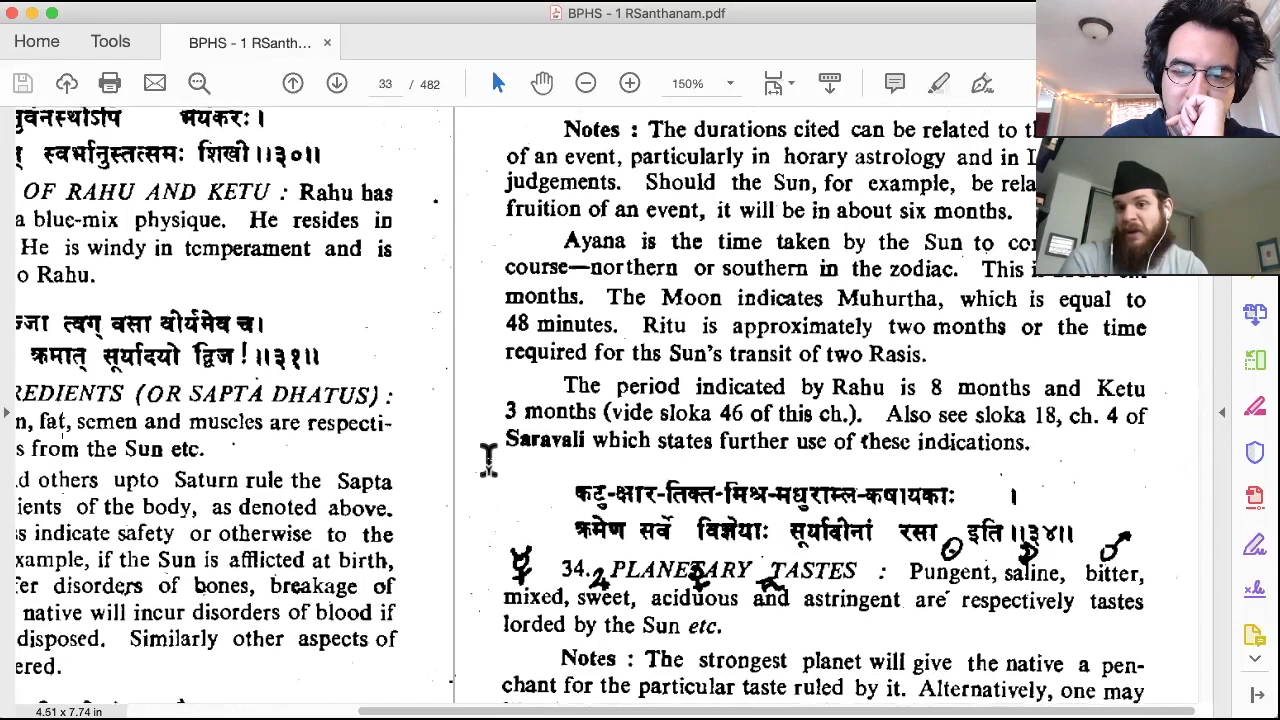 BPHS - 1 RSanthanam.pdf
Home
Tools
BPHS - 1 RSanth...
33 / 482
150%
भयंकरः ।
स्वर्भानुस्तत्समः शिखी ॥३०॥
OF RAHU AND KETU : Rahu has
a blue-mix physique. He resides in
He is windy in temperament and is
o Rahu.
त्वग् वसा वीर्यमेव च ।
क्रमात् सूर्यादयो द्विज ! ॥३१॥
REDIENTS (OR SAPTA DHATUS) :
n, fat, semen and muscles are respecti-
s from the Sun etc.
d others upto Saturn rule the Sapta
ients of the body, as denoted above.
ss indicate safety or otherwise to the
xample, if the Sun is afflicted at birth,
fer disorders of bones, breakage of
native will incur disorders of blood if
disposed. Similarly other aspects of
ered.
4.51 x 7.74 in
Notes : The durations cited can be related to
of an event, particularly in horary astrology and in
judgements. Should the Sun, for example, be rela
fruition of an event, it will be in about six months.
Ayana is the time taken by the Sun to co
course—northern or southern in the zodiac. This
months. The Moon indicates Muhurtha, which is equal to
48 minutes. Ritu is approximately two months or the time
required for ths Sun's transit of two Rasis.
The period indicated by Rahu is 8 months and Ketu
3 months (vide sloka 46 of this ch.). Also see sloka 18, ch. 4 of
Saravali which states further use of these indications.
कटु-क्षार-तिक्त-मिश्र-मधुराम्ल-कषायकाः ।
क्रमेण सर्वे विज्ञेयाः सूर्यादीनां रसा इति ॥३४॥
☉ ☽ ♂
34. PLANETARY TASTES : Pungent, saline, bitter,
☿ ♃ ♀
mixed, sweet, aciduous and astringent are respectively tastes
lorded by the Sun etc.
Notes : The strongest planet will give the native a pen-
chant for the particular taste ruled by it. Alternatively, one may